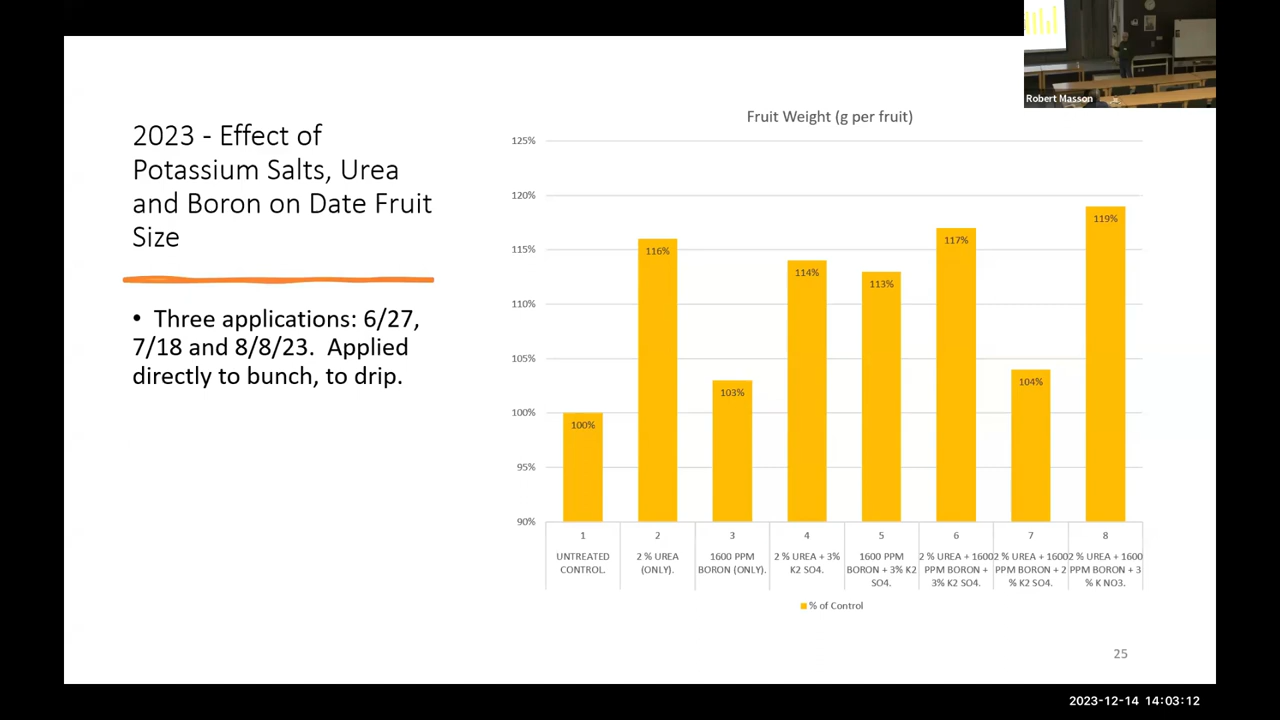 Robert Masson
2023 - Effect of
Potassium Salts, Urea
and Boron on Date Fruit
Size
• Three applications: 6/27,
7/18 and 8/8/23. Applied
directly to bunch, to drip.
Fruit Weight (g per fruit)
125%
120%
115%
110%
105%
100%
95%
90%
100%
116%
103%
114%
113%
117%
104%
119%
1
2
3
4
5
6
7
8
UNTREATED
CONTROL.
2 % UREA
(ONLY).
1600 PPM
BORON (ONLY).
2 % UREA + 3%
K2 SO4.
1600 PPM
BORON + 3% K2
SO4.
2 % UREA + 1600
PPM BORON +
3% K2 SO4.
2 % UREA + 1600
PPM BORON + 2
% K2 SO4.
2 % UREA + 1600
PPM BORON + 3
% K NO3.
% of Control
25
2023-12-14 14:03:12